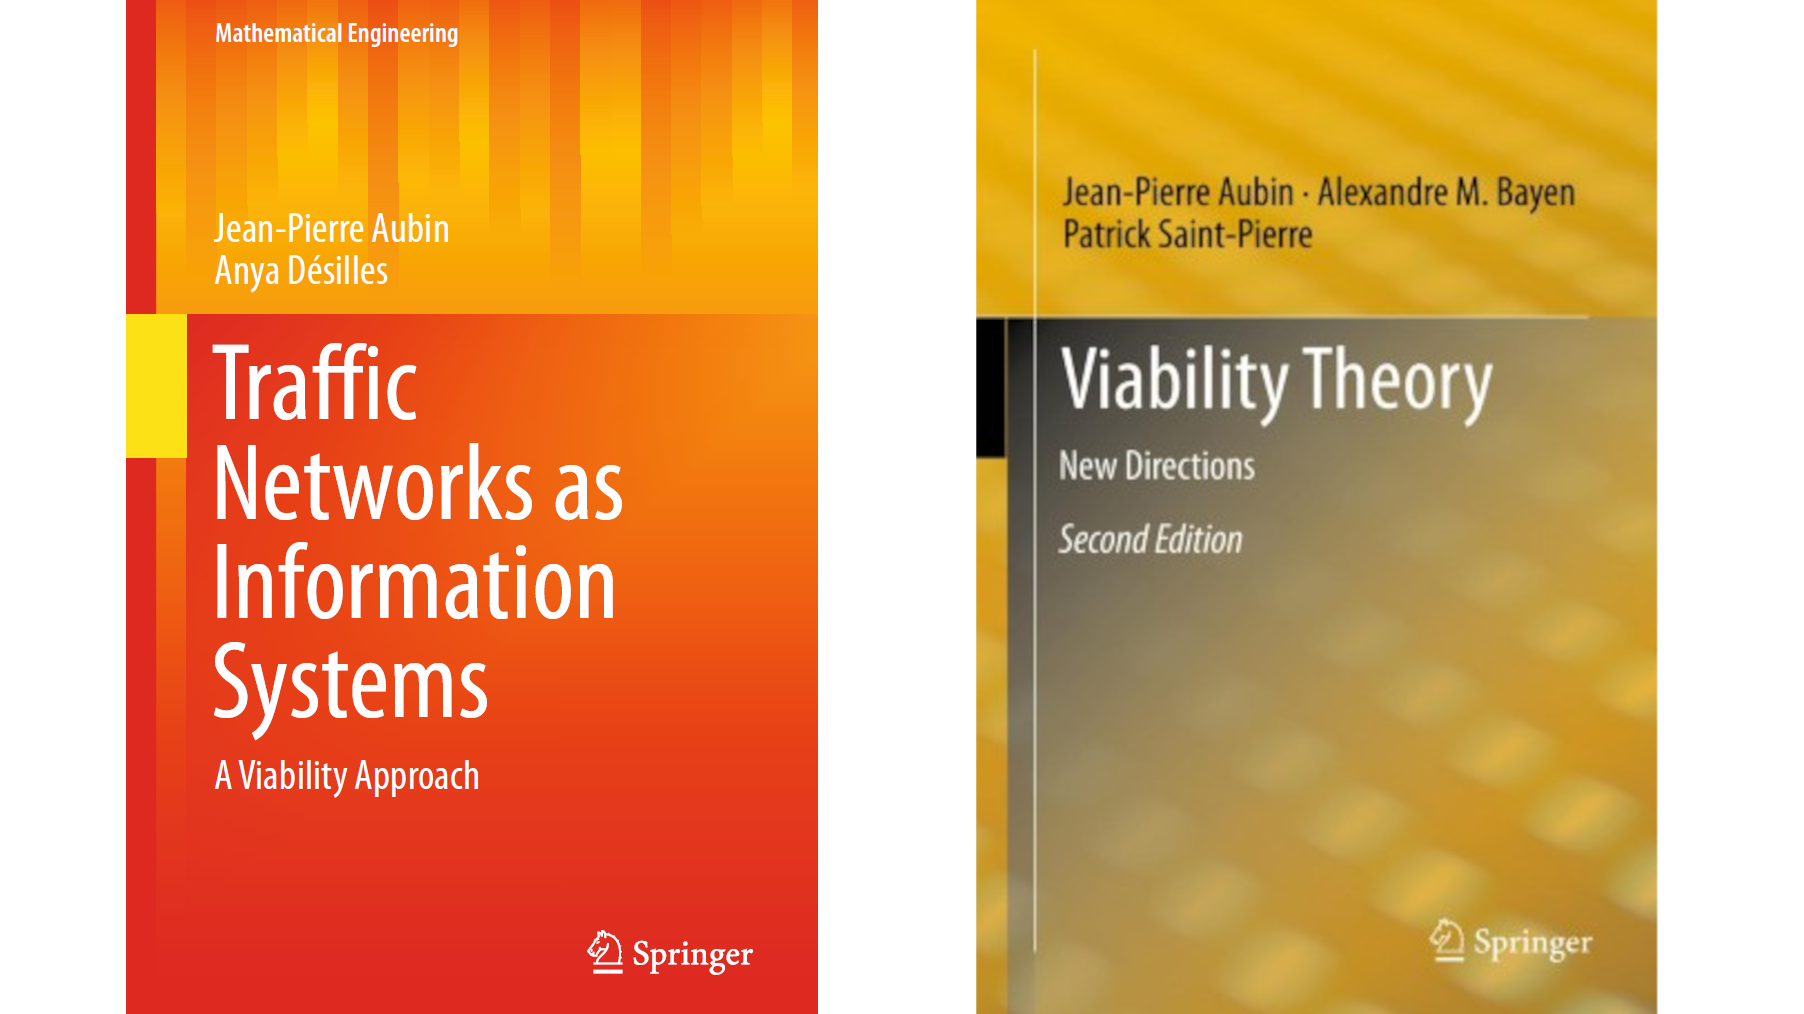 Mathematical Engineering
Jean-Pierre Aubin
Anya Désilles
Traffic
Networks as
Information
Systems
A Viability Approach
Springer
Jean-Pierre Aubin · Alexandre M. Bayen
Patrick Saint-Pierre
Viability Theory
New Directions
Second Edition
Springer